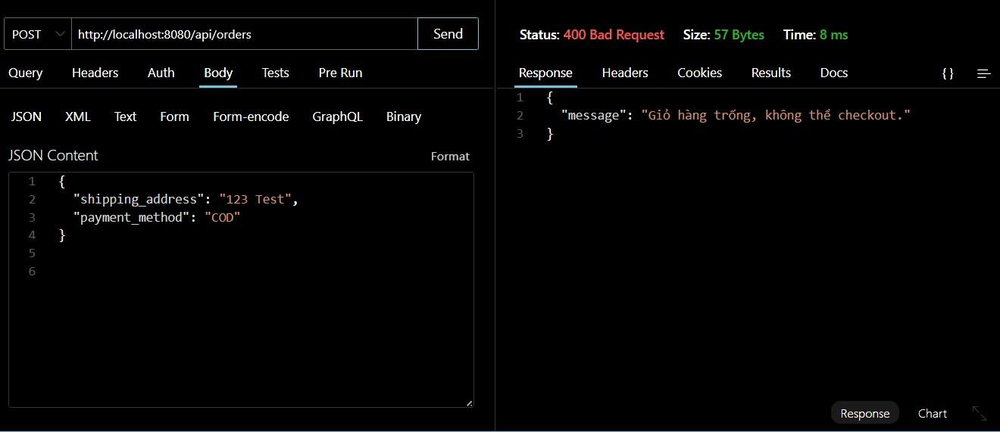 POST http://localhost:8080/api/orders Send
Query Headers Auth Body Tests Pre Run
JSON XML Text Form Form-encode GraphQL Binary
JSON Content Format
1 {
2 "shipping_address": "123 Test",
3 "payment_method": "COD"
4 }
5
6
Status: 400 Bad Request Size: 57 Bytes Time: 8 ms
Response Headers Cookies Results Docs { }
1 {
2 "message": "Giỏ hàng trống, không thể checkout."
3 }
Response Chart